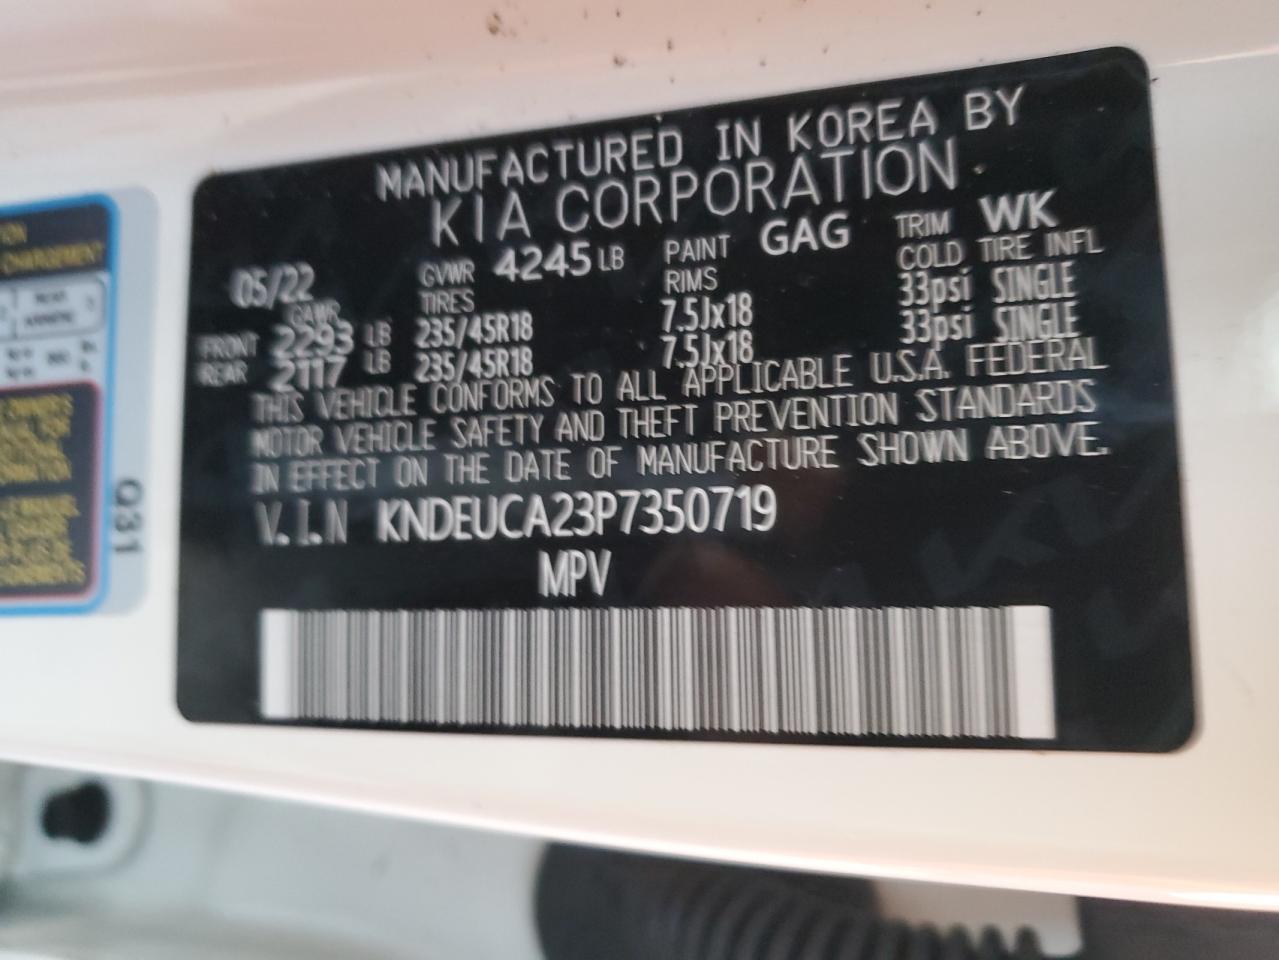 MANUFACTURED IN KOREA BY
KIA CORPORATION
05/22 GVWR 4245 LB PAINT GAG TRIM WK
GAWR TIRES RIMS COLD TIRE INFL
FRONT 2293 LB 235/45R18 7.5Jx18 33psi SINGLE
REAR 2117 LB 235/45R18 7.5Jx18 33psi SINGLE
THIS VEHICLE CONFORMS TO ALL APPLICABLE U.S.A. FEDERAL
MOTOR VEHICLE SAFETY AND THEFT PREVENTION STANDARDS
IN EFFECT ON THE DATE OF MANUFACTURE SHOWN ABOVE.
V.I.N KNDEUCA23P7350719
MPV
Q31